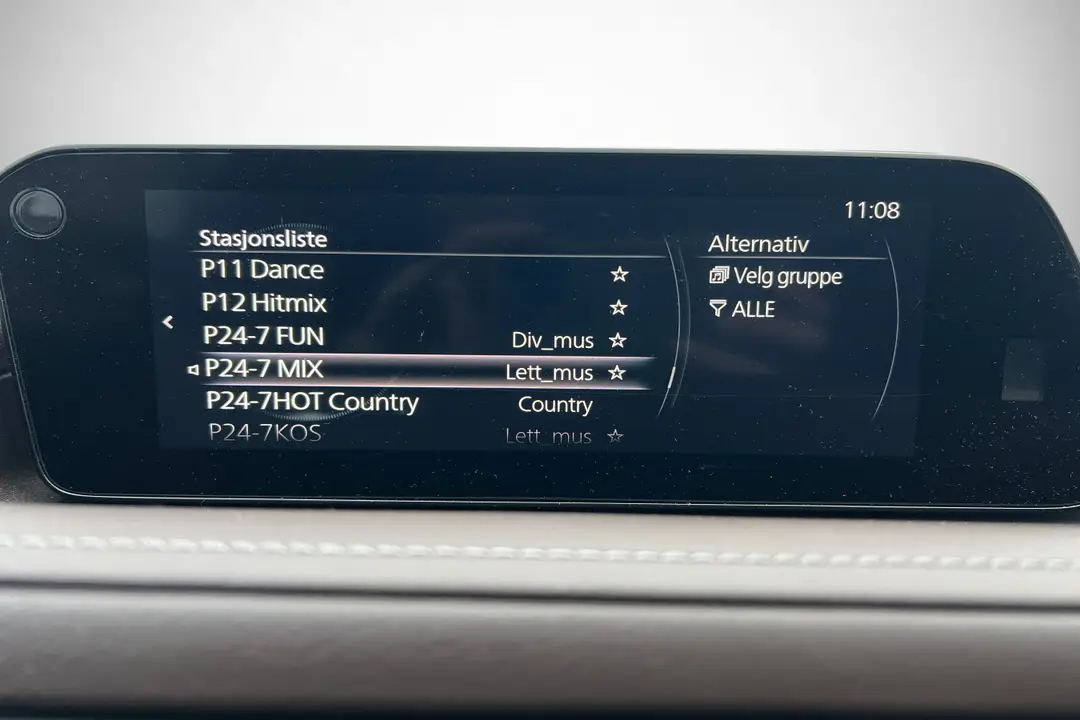 11:08
Stasjonsliste
P11 Dance
P12 Hitmix
P24-7 FUN Div_mus
P24-7 MIX Lett_mus
P24-7HOT Country Country
P24-7KOS Lett_mus
Alternativ
Velg gruppe
ALLE